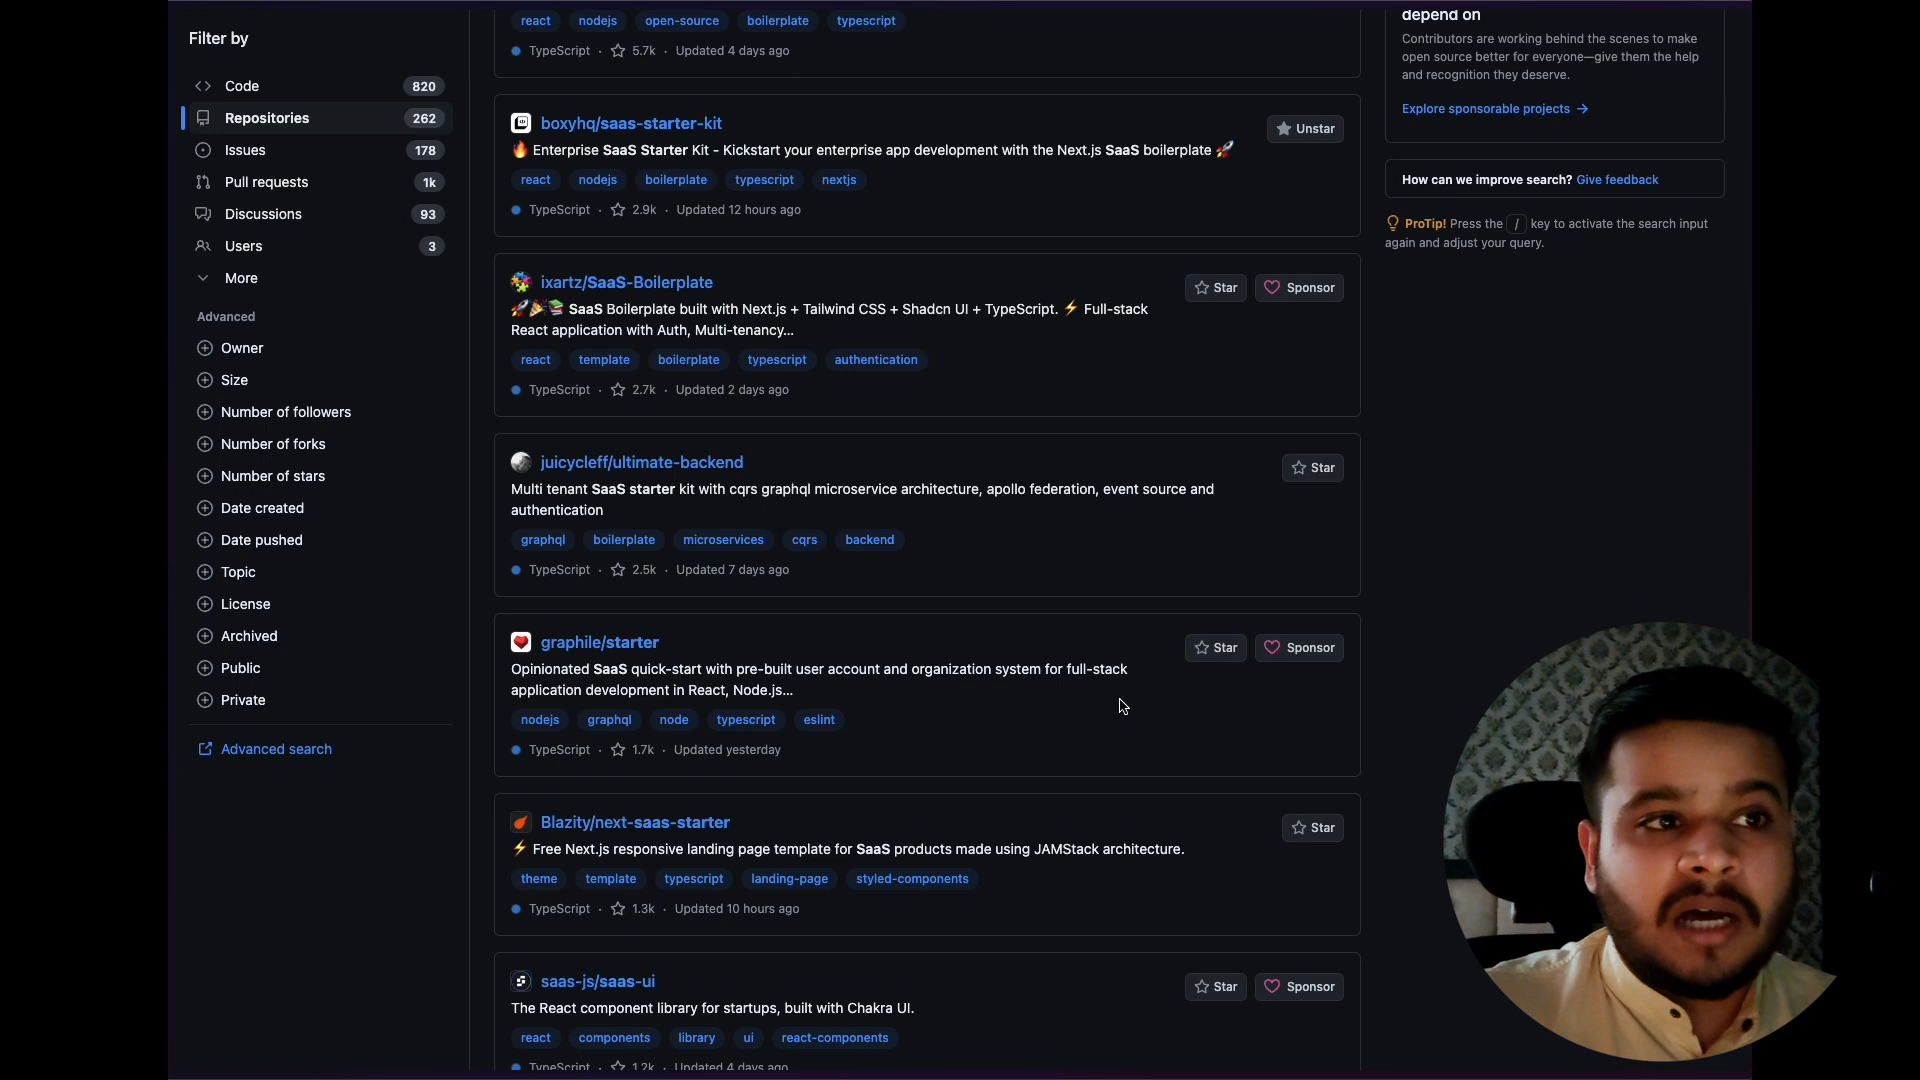 Filter by
Code 820
Repositories 262
Issues 178
Pull requests 1k
Discussions 93
Users 3
More
Advanced
Owner
Size
Number of followers
Number of forks
Number of stars
Date created
Date pushed
Topic
License
Archived
Public
Private
Advanced search
react nodejs open-source boilerplate typescript
TypeScript · 5.7k · Updated 4 days ago
boxyhq/saas-starter-kit
Unstar
🔥 Enterprise SaaS Starter Kit - Kickstart your enterprise app development with the Next.js SaaS boilerplate 🚀
react nodejs boilerplate typescript nextjs
TypeScript · 2.9k · Updated 12 hours ago
ixartz/SaaS-Boilerplate
Star Sponsor
🚀🎉📚 SaaS Boilerplate built with Next.js + Tailwind CSS + Shadcn UI + TypeScript. ⚡ Full-stack
React application with Auth, Multi-tenancy...
react template boilerplate typescript authentication
TypeScript · 2.7k · Updated 2 days ago
juicycleff/ultimate-backend
Star
Multi tenant SaaS starter kit with cqrs graphql microservice architecture, apollo federation, event source and
authentication
graphql boilerplate microservices cqrs backend
TypeScript · 2.5k · Updated 7 days ago
graphile/starter
Star Sponsor
Opinionated SaaS quick-start with pre-built user account and organization system for full-stack
application development in React, Node.js...
nodejs graphql node typescript eslint
TypeScript · 1.7k · Updated yesterday
Blazity/next-saas-starter
Star
⚡ Free Next.js responsive landing page template for SaaS products made using JAMStack architecture.
theme template typescript landing-page styled-components
TypeScript · 1.3k · Updated 10 hours ago
saas-js/saas-ui
Star Sponsor
The React component library for startups, built with Chakra UI.
react components library ui react-components
TypeScript · 1.2k · Updated 4 days ago
depend on
Contributors are working behind the scenes to make
open source better for everyone—give them the help
and recognition they deserve.
Explore sponsorable projects →
How can we improve search? Give feedback
ProTip! Press the / key to activate the search input
again and adjust your query.